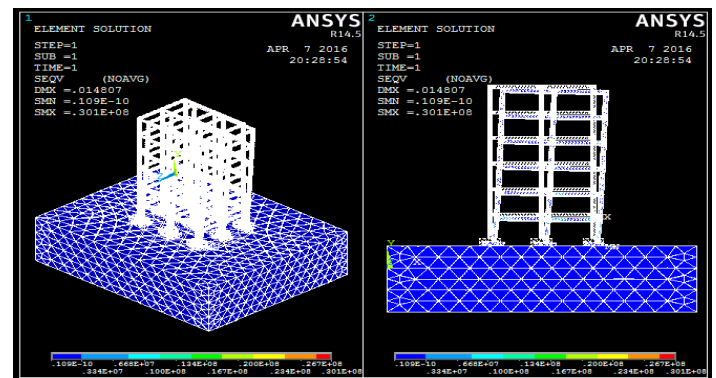 1
ELEMENT SOLUTION
STEP=1
SUB =1
TIME=1
SEQV (NOAVG)
DMX =.014807
SMN =.109E-10
SMX =.301E+08
ANSYS
R14.5
APR 7 2016
20:28:54
Y
.109E-10 .668E+07 .134E+08 .200E+08 .267E+08
.334E+07 .100E+08 .167E+08 .234E+08 .301E+08
2
ELEMENT SOLUTION
STEP=1
SUB =1
TIME=1
SEQV (NOAVG)
DMX =.014807
SMN =.109E-10
SMX =.301E+08
ANSYS
R14.5
APR 7 2016
20:28:54
X
Y
X
.109E-10 .668E+07 .134E+08 .200E+08 .267E+08
.334E+07 .100E+08 .167E+08 .234E+08 .301E+08